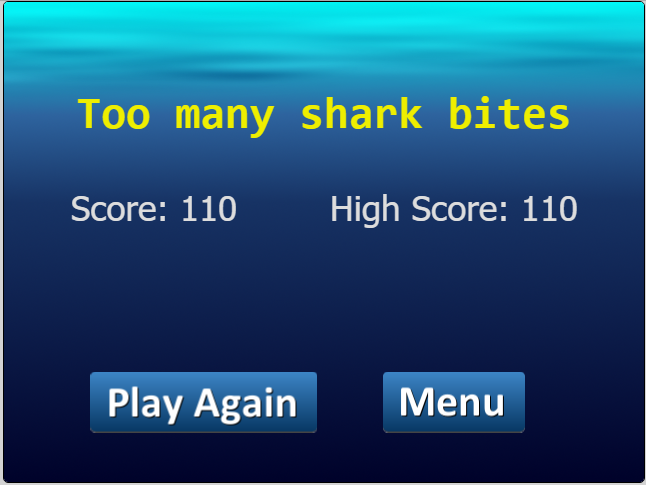 Too many shark bites
Score: 110 High Score: 110
Play Again Menu